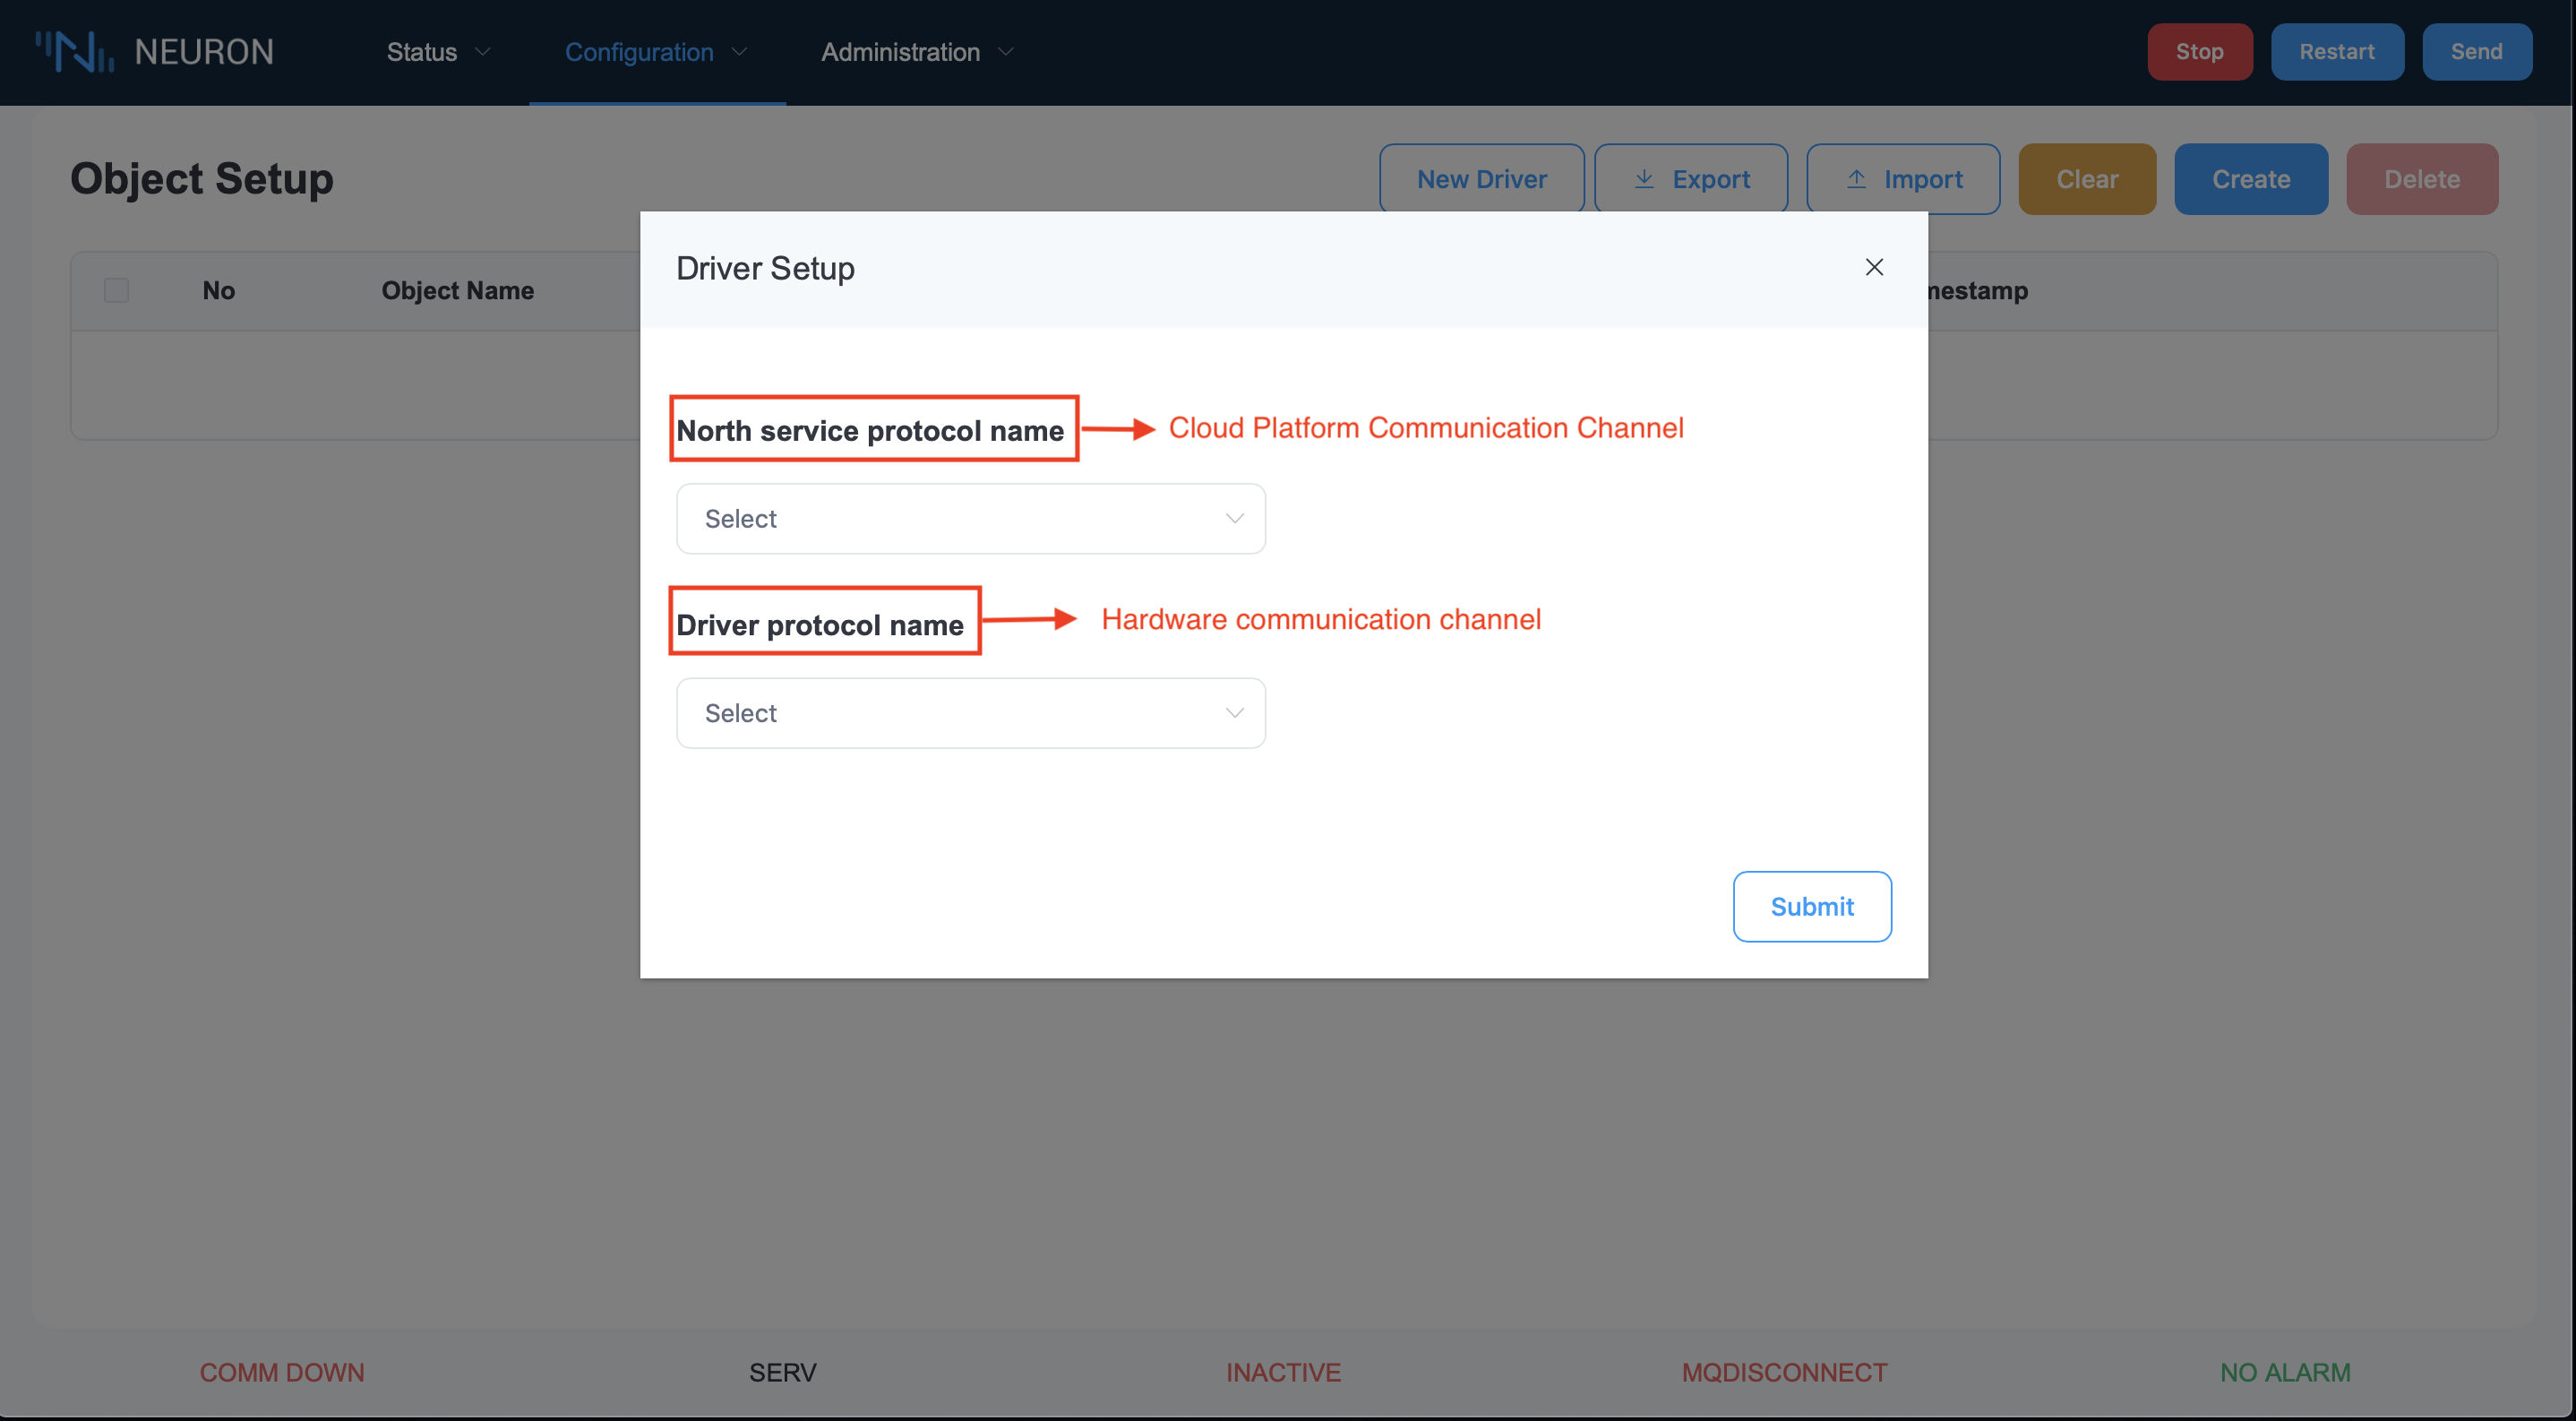 NEURON Status Configuration Administration Stop Restart Send
Object Setup New Driver Export Import Clear Create Delete
No Object Name mestamp
Driver Setup
North service protocol name Cloud Platform Communication Channel
Select
Driver protocol name Hardware communication channel
Select
Submit
COMM DOWN SERV INACTIVE MQDISCONNECT NO ALARM